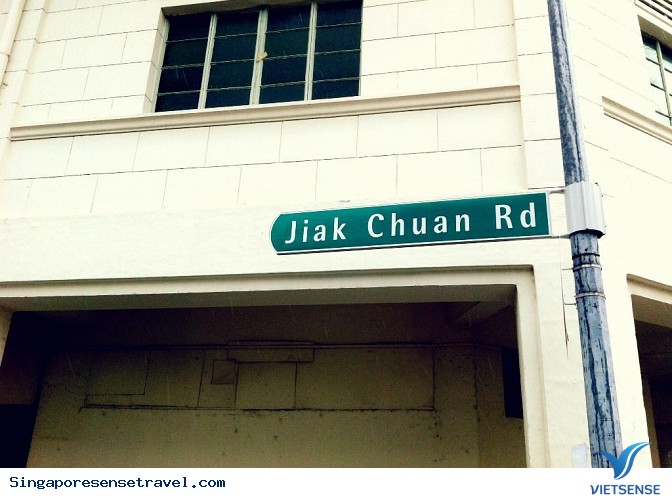 Jiak Chuan Rd
Singaporesensetravel.com
VIETSENSE